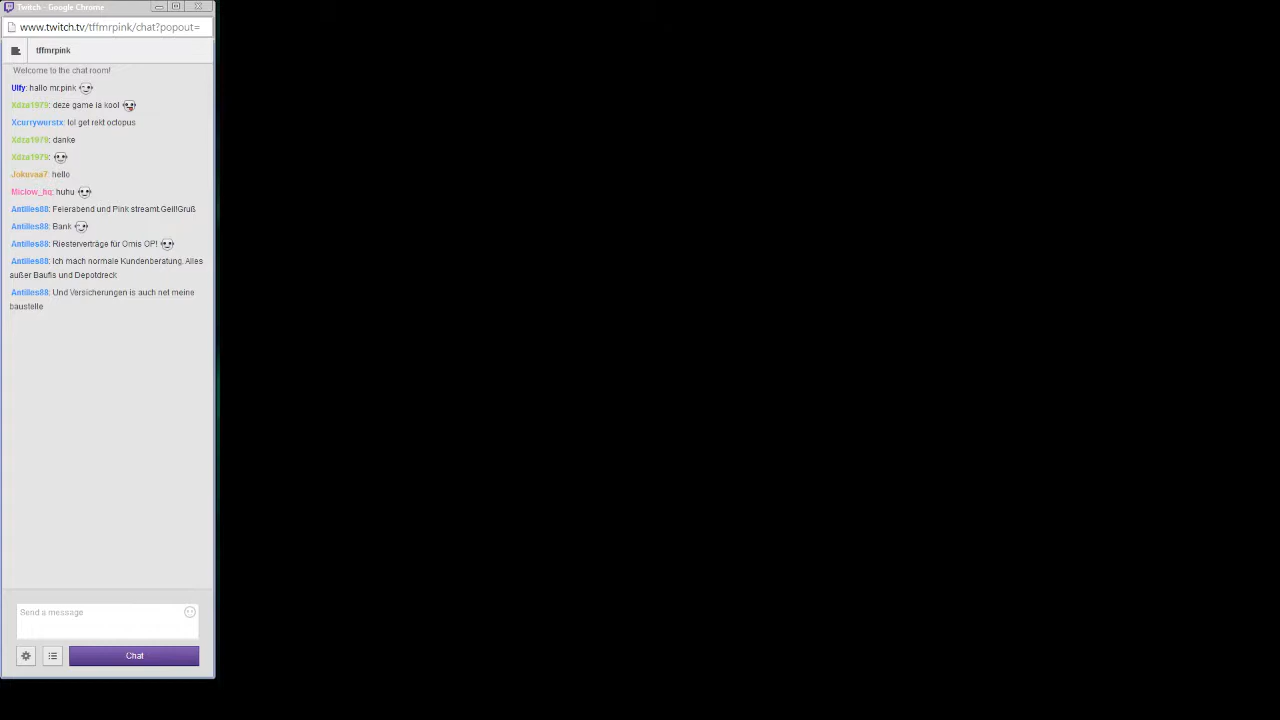 Twitch - Google Chrome
www.twitch.tv/tffmrpink/chat?popout=
tffmrpink
Welcome to the chat room!
Ulfy: hallo mr.pink
Xdza1979: deze game ia kool
Xcurrywurstx: lol get rekt octopus
Xdza1979: danke
Xdza1979:
Jokuvaa7: hello
Miclow_hq: huhu
Antilles88: Feierabend und Pink streamt.Geil!Gruß
Antilles88: Bank
Antilles88: Riesterverträge für Omis OP!
Antilles88: Ich mach normale Kundenberatung. Alles
außer Baufis und Depotdreck
Antilles88: Und Versicherungen is auch net meine
baustelle
Send a message
Chat